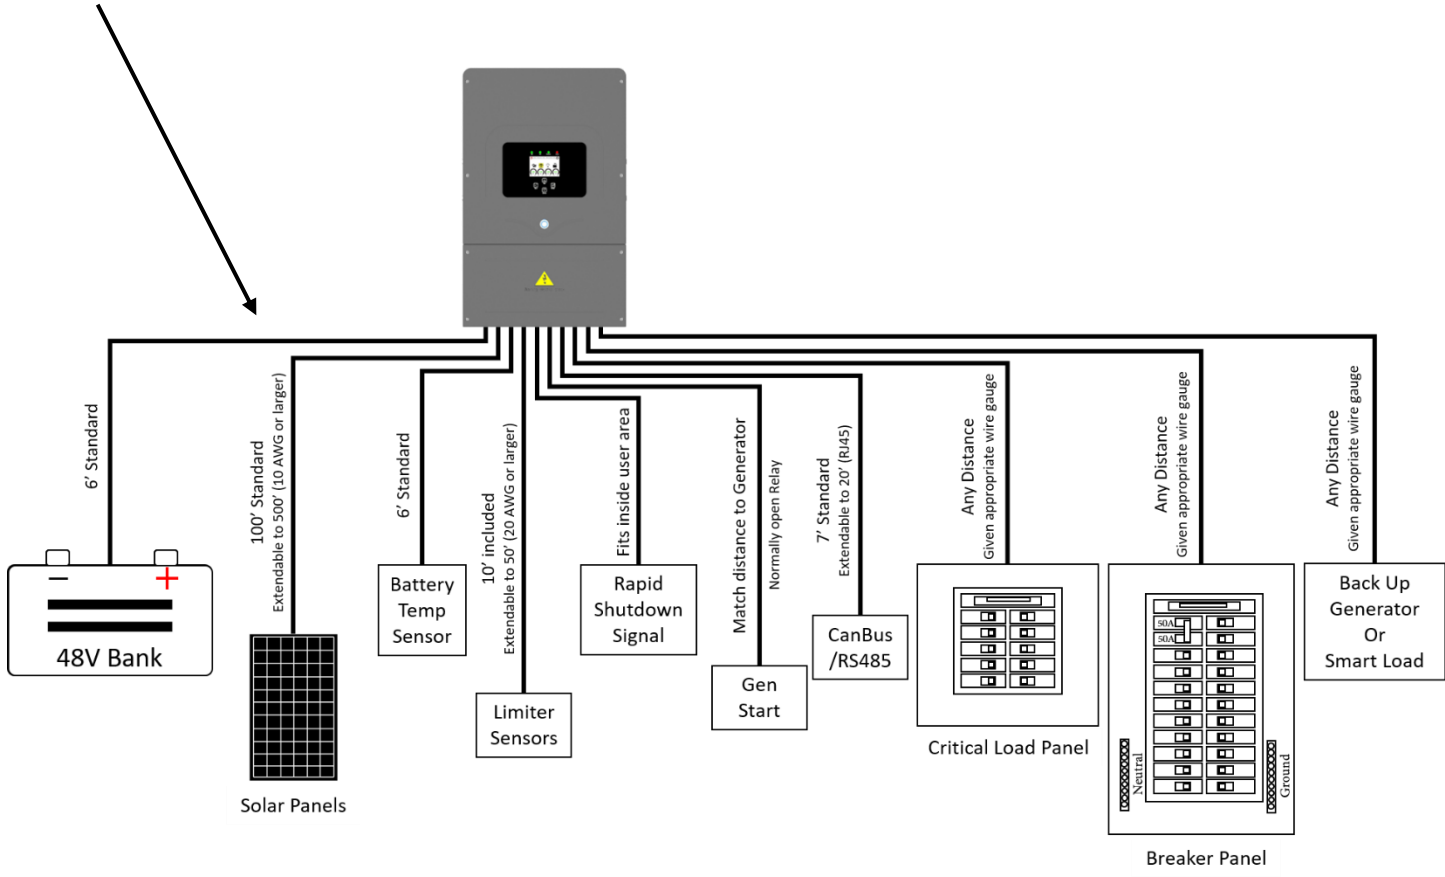 6’ Standard
100’ Standard
Extendable to 500’ (10 AWG or larger)
6’ Standard
10’ included
Extendable to 50’ (20 AWG or larger)
Fits inside user area
Match distance to Generator
Normally open Relay
7’ Standard
Extendable to 20’ (RJ45)
Any Distance
Given appropriate wire gauge
Any Distance
Given appropriate wire gauge
Any Distance
Given appropriate wire gauge
− +
48V Bank
Solar Panels
Battery
Temp
Sensor
Limiter
Sensors
Rapid
Shutdown
Signal
Gen
Start
CanBus
/RS485
Critical Load Panel
50A
50A
Neutral
Ground
Breaker Panel
Back Up
Generator
Or
Smart Load